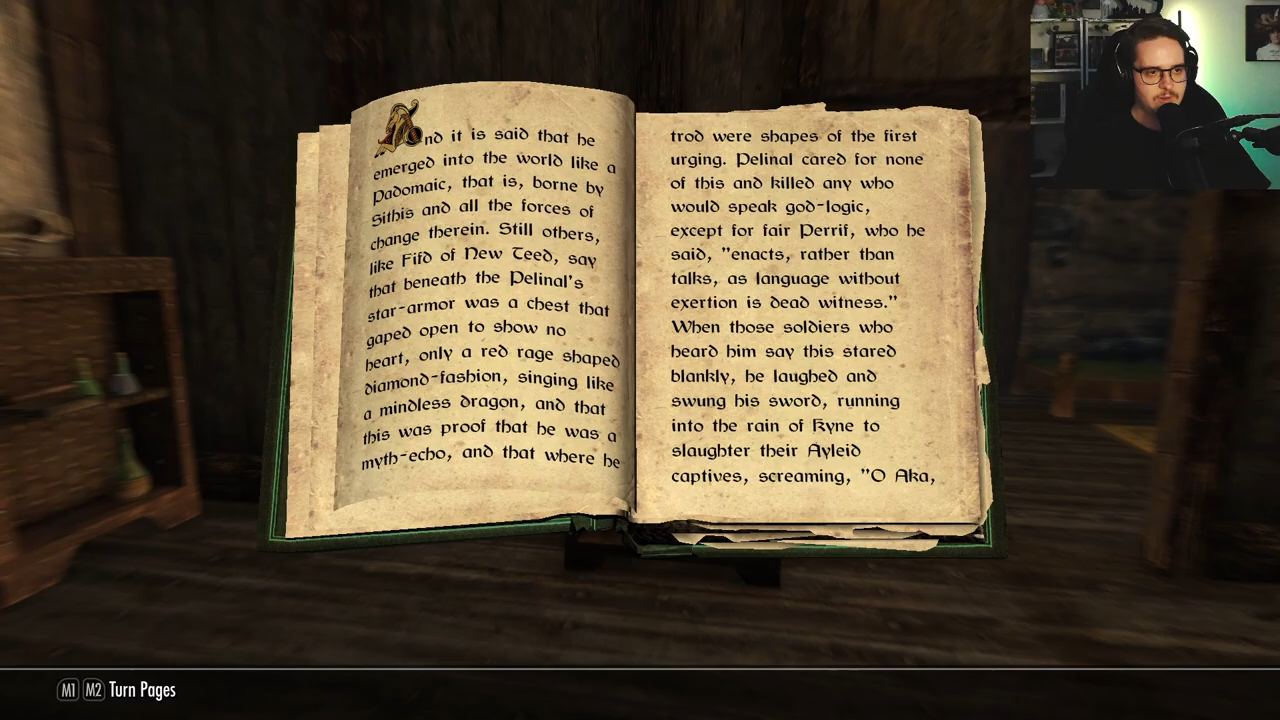 And it is said that he
emerged into the world like a
Padomaic, that is, borne by
Sithis and all the forces of
change therein. Still others,
like Fifd of New Teed, say
that beneath the Pelinal's
star-armor was a chest that
gaped open to show no
heart, only a red rage shaped
diamond-fashion, singing like
a mindless dragon, and that
this was proof that he was a
myth-echo, and that where he
trod were shapes of the first
urging. Pelinal cared for none
of this and killed any who
would speak god-logic,
except for fair Perrif, who he
said, "enacts, rather than
talks, as language without
exertion is dead witness."
When those soldiers who
heard him say this stared
blankly, he laughed and
swung his sword, running
into the rain of Kyne to
slaughter their Ayleid
captives, screaming, "O Aka,
M1 M2 Turn Pages